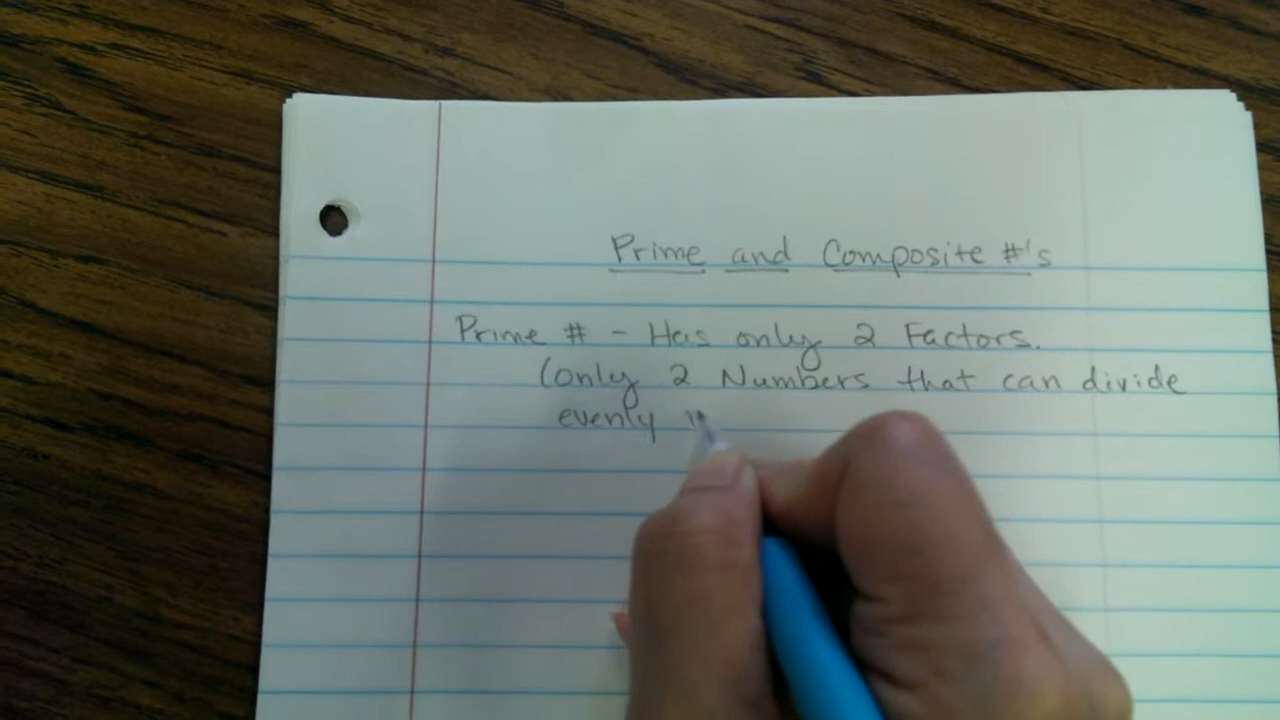 Prime and Composite #'s
Prime # - Has only 2 Factors.
(only 2 Numbers that can divide
evenly